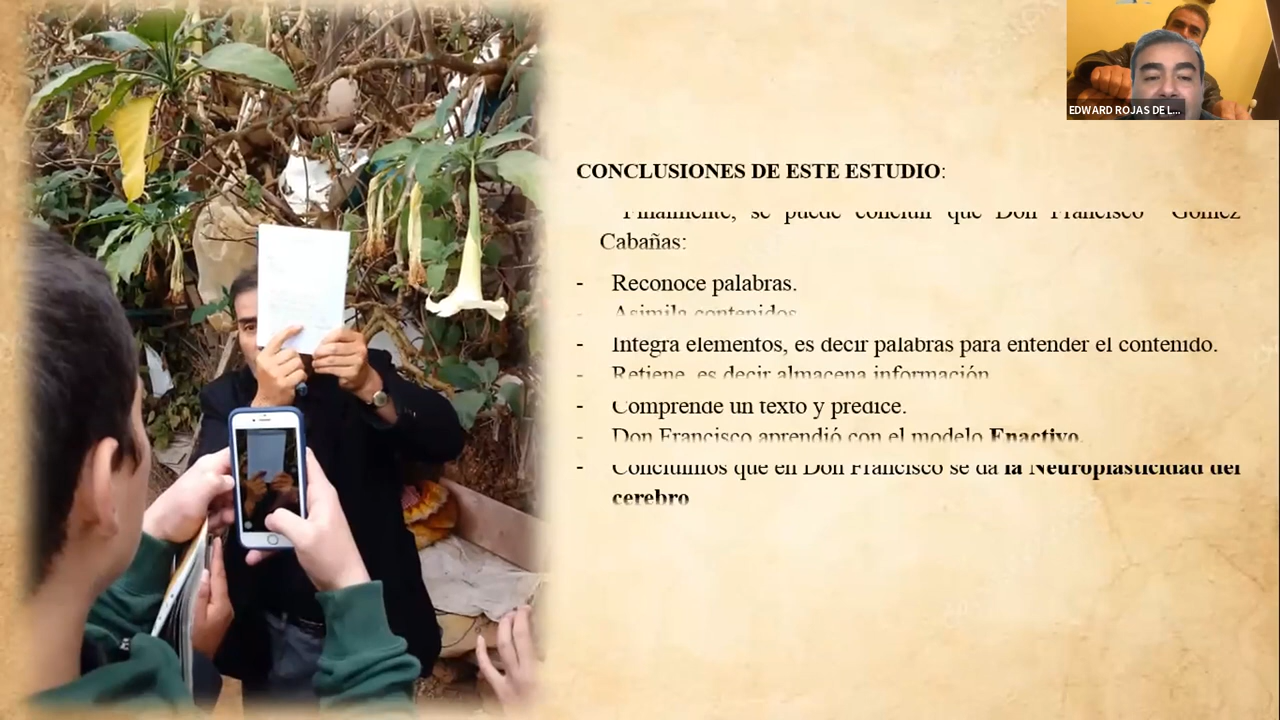 EDWARD ROJAS DE L...
CONCLUSIONES DE ESTE ESTUDIO:
Finalmente, se puede concluir que Don Francisco Gómez
Cabañas:
- Reconoce palabras.
- Asimila contenidos.
- Integra elementos, es decir palabras para entender el contenido.
- Retiene, es decir almacena información.
- Comprende un texto y predice.
- Don Francisco aprendió con el modelo Enactivo.
- Concluimos que en Don Francisco se da la Neuroplasticidad del
cerebro